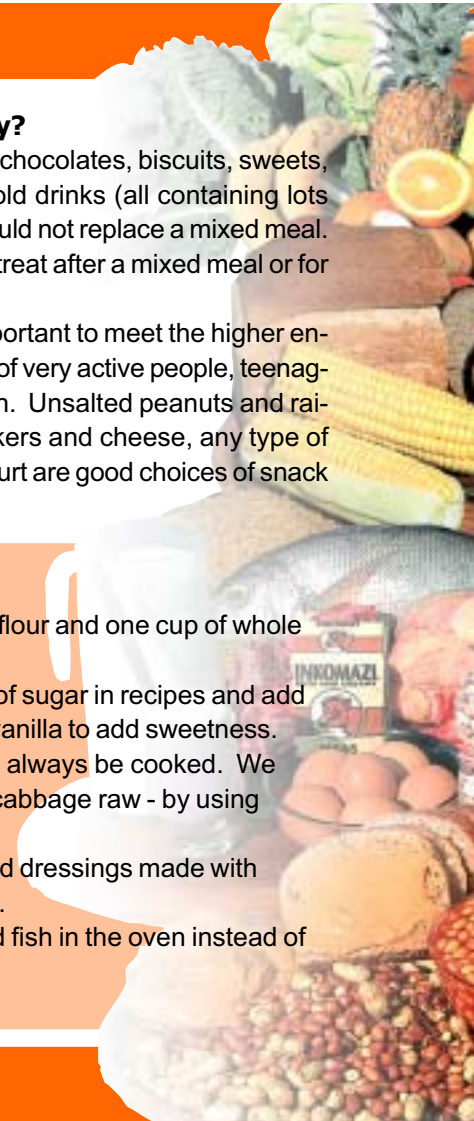 y?
chocolates, biscuits, sweets,
old drinks (all containing lots
uld not replace a mixed meal.
treat after a mixed meal or for
portant to meet the higher en-
of very active people, teenag-
n. Unsalted peanuts and rai-
kers and cheese, any type of
urt are good choices of snack
flour and one cup of whole
of sugar in recipes and add
vanilla to add sweetness.
always be cooked. We
cabbage raw - by using
d dressings made with
.
d fish in the oven instead of
INKOMAZI